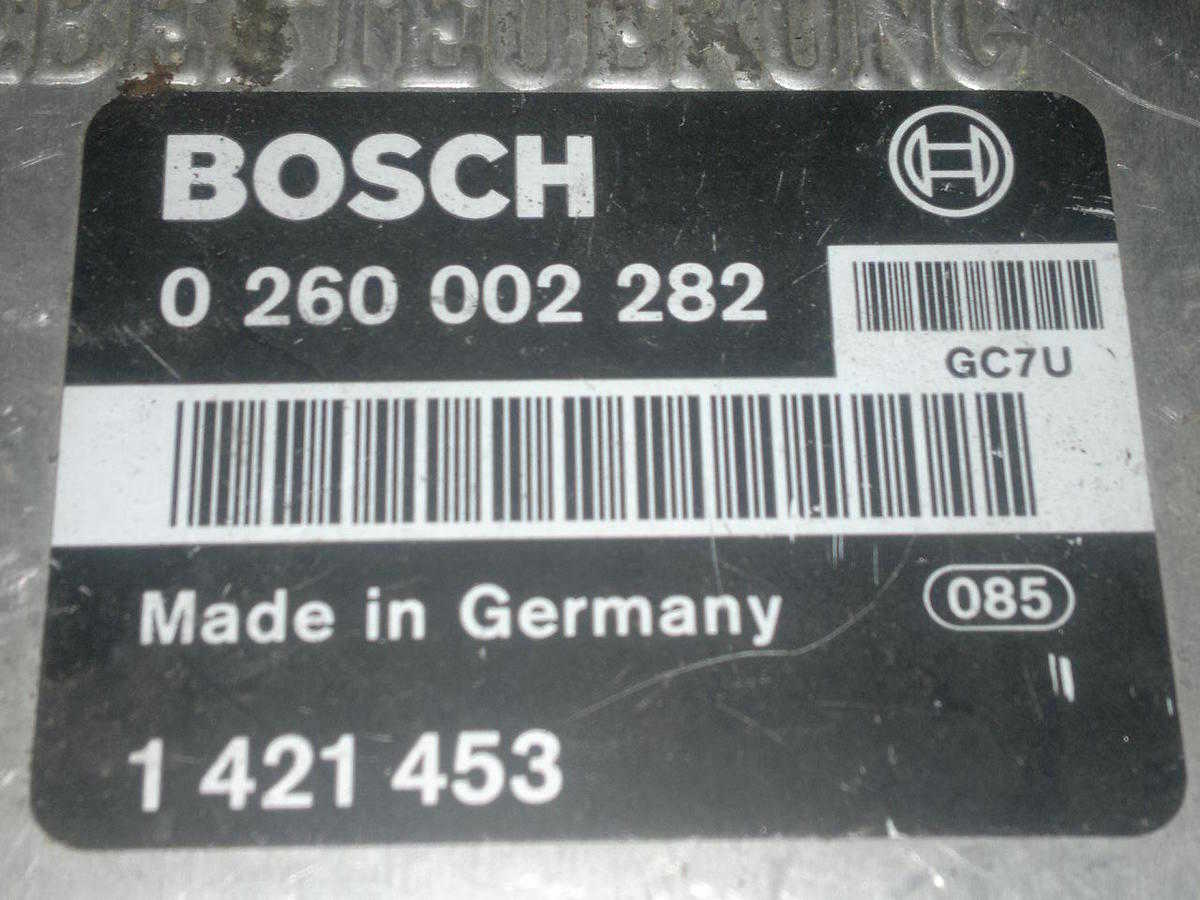 BOSCH
0 260 002 282
GC7U
Made in Germany
085
1 421 453